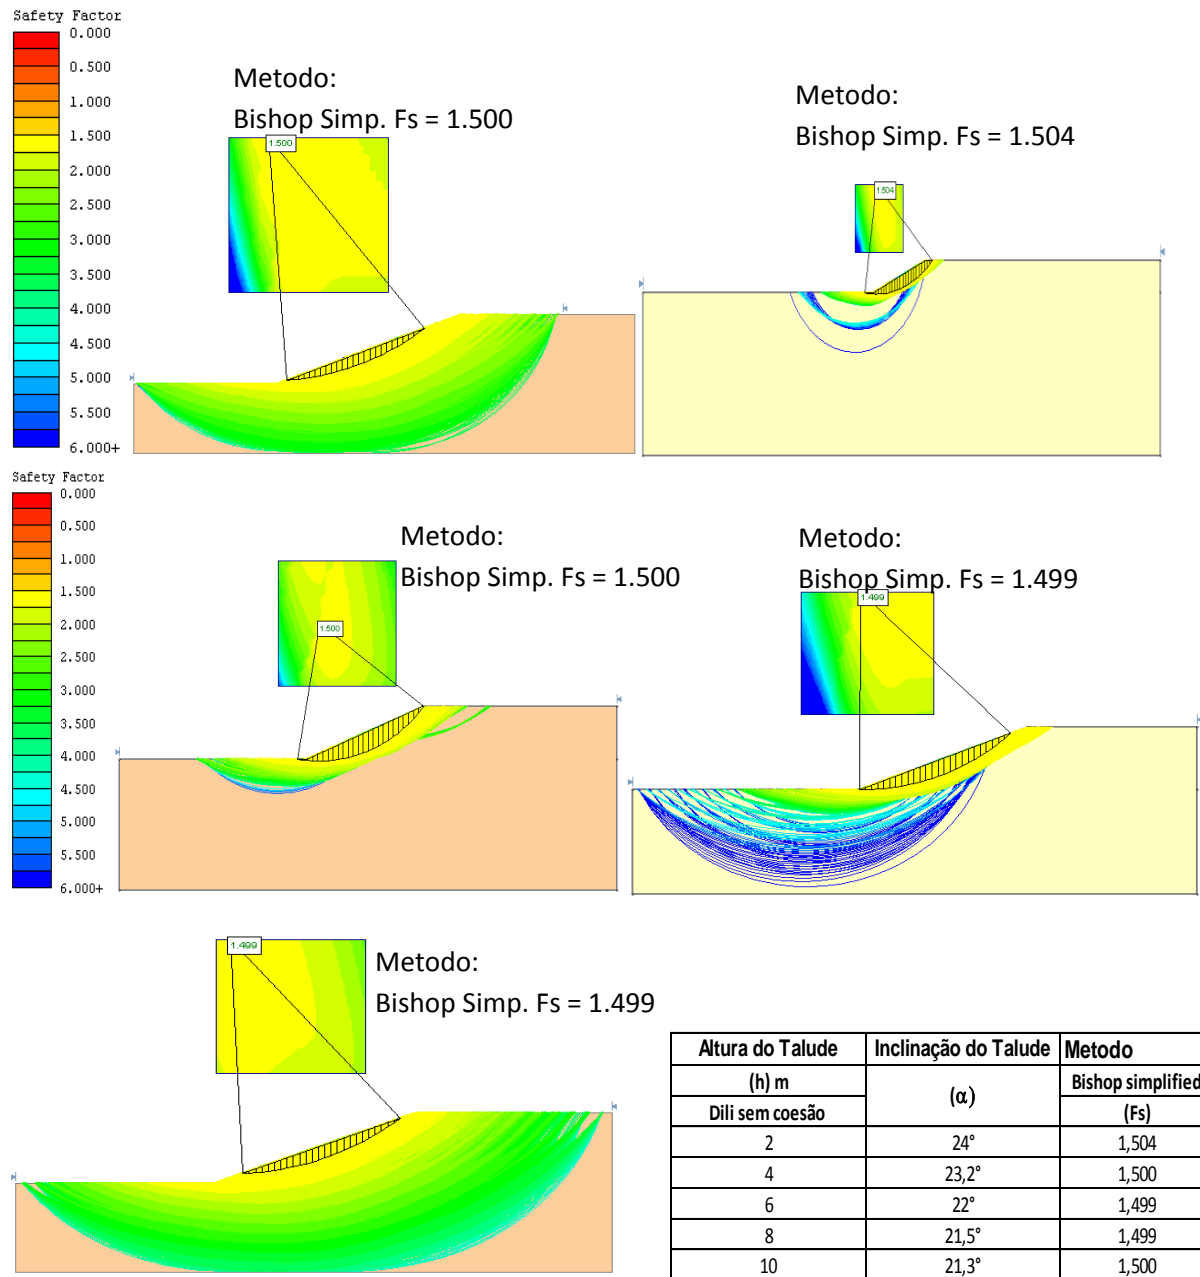 Safety Factor
0.000
0.500
1.000
1.500
2.000
2.500
3.000
3.500
4.000
4.500
5.000
5.500
6.000+
Metodo:
Bishop Simp. Fs = 1.500
1.500
Metodo:
Bishop Simp. Fs = 1.504
1.504
Safety Factor
0.000
0.500
1.000
1.500
2.000
2.500
3.000
3.500
4.000
4.500
5.000
5.500
6.000+
Metodo:
Bishop Simp. Fs = 1.500
1.500
Metodo:
Bishop Simp. Fs = 1.499
1.499
1.499
Metodo:
Bishop Simp. Fs = 1.499
Altura do Talude Inclinação do Talude Metodo
(h) m (α) Bishop simplified
Dili sem coesão (Fs)
2 24° 1,504
4 23,2° 1,500
6 22° 1,499
8 21,5° 1,499
10 21,3° 1,500